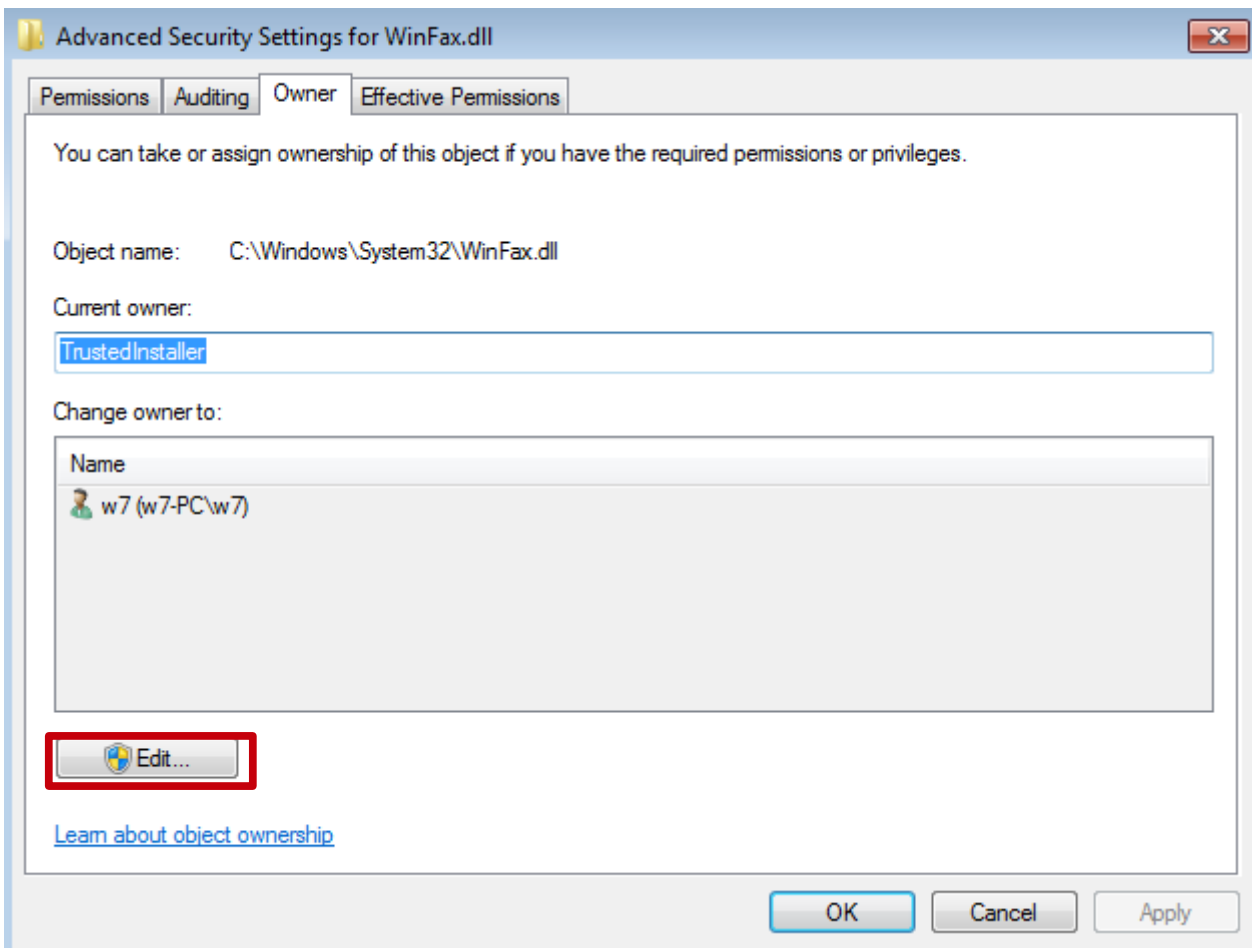 Advanced Security Settings for WinFax.dll
Permissions Auditing Owner Effective Permissions
You can take or assign ownership of this object if you have the required permissions or privileges.
Object name: C:\Windows\System32\WinFax.dll
Current owner:
TrustedInstaller
Change owner to:
Name
w7 (w7-PC\w7)
Edit...
Learn about object ownership
OK Cancel Apply